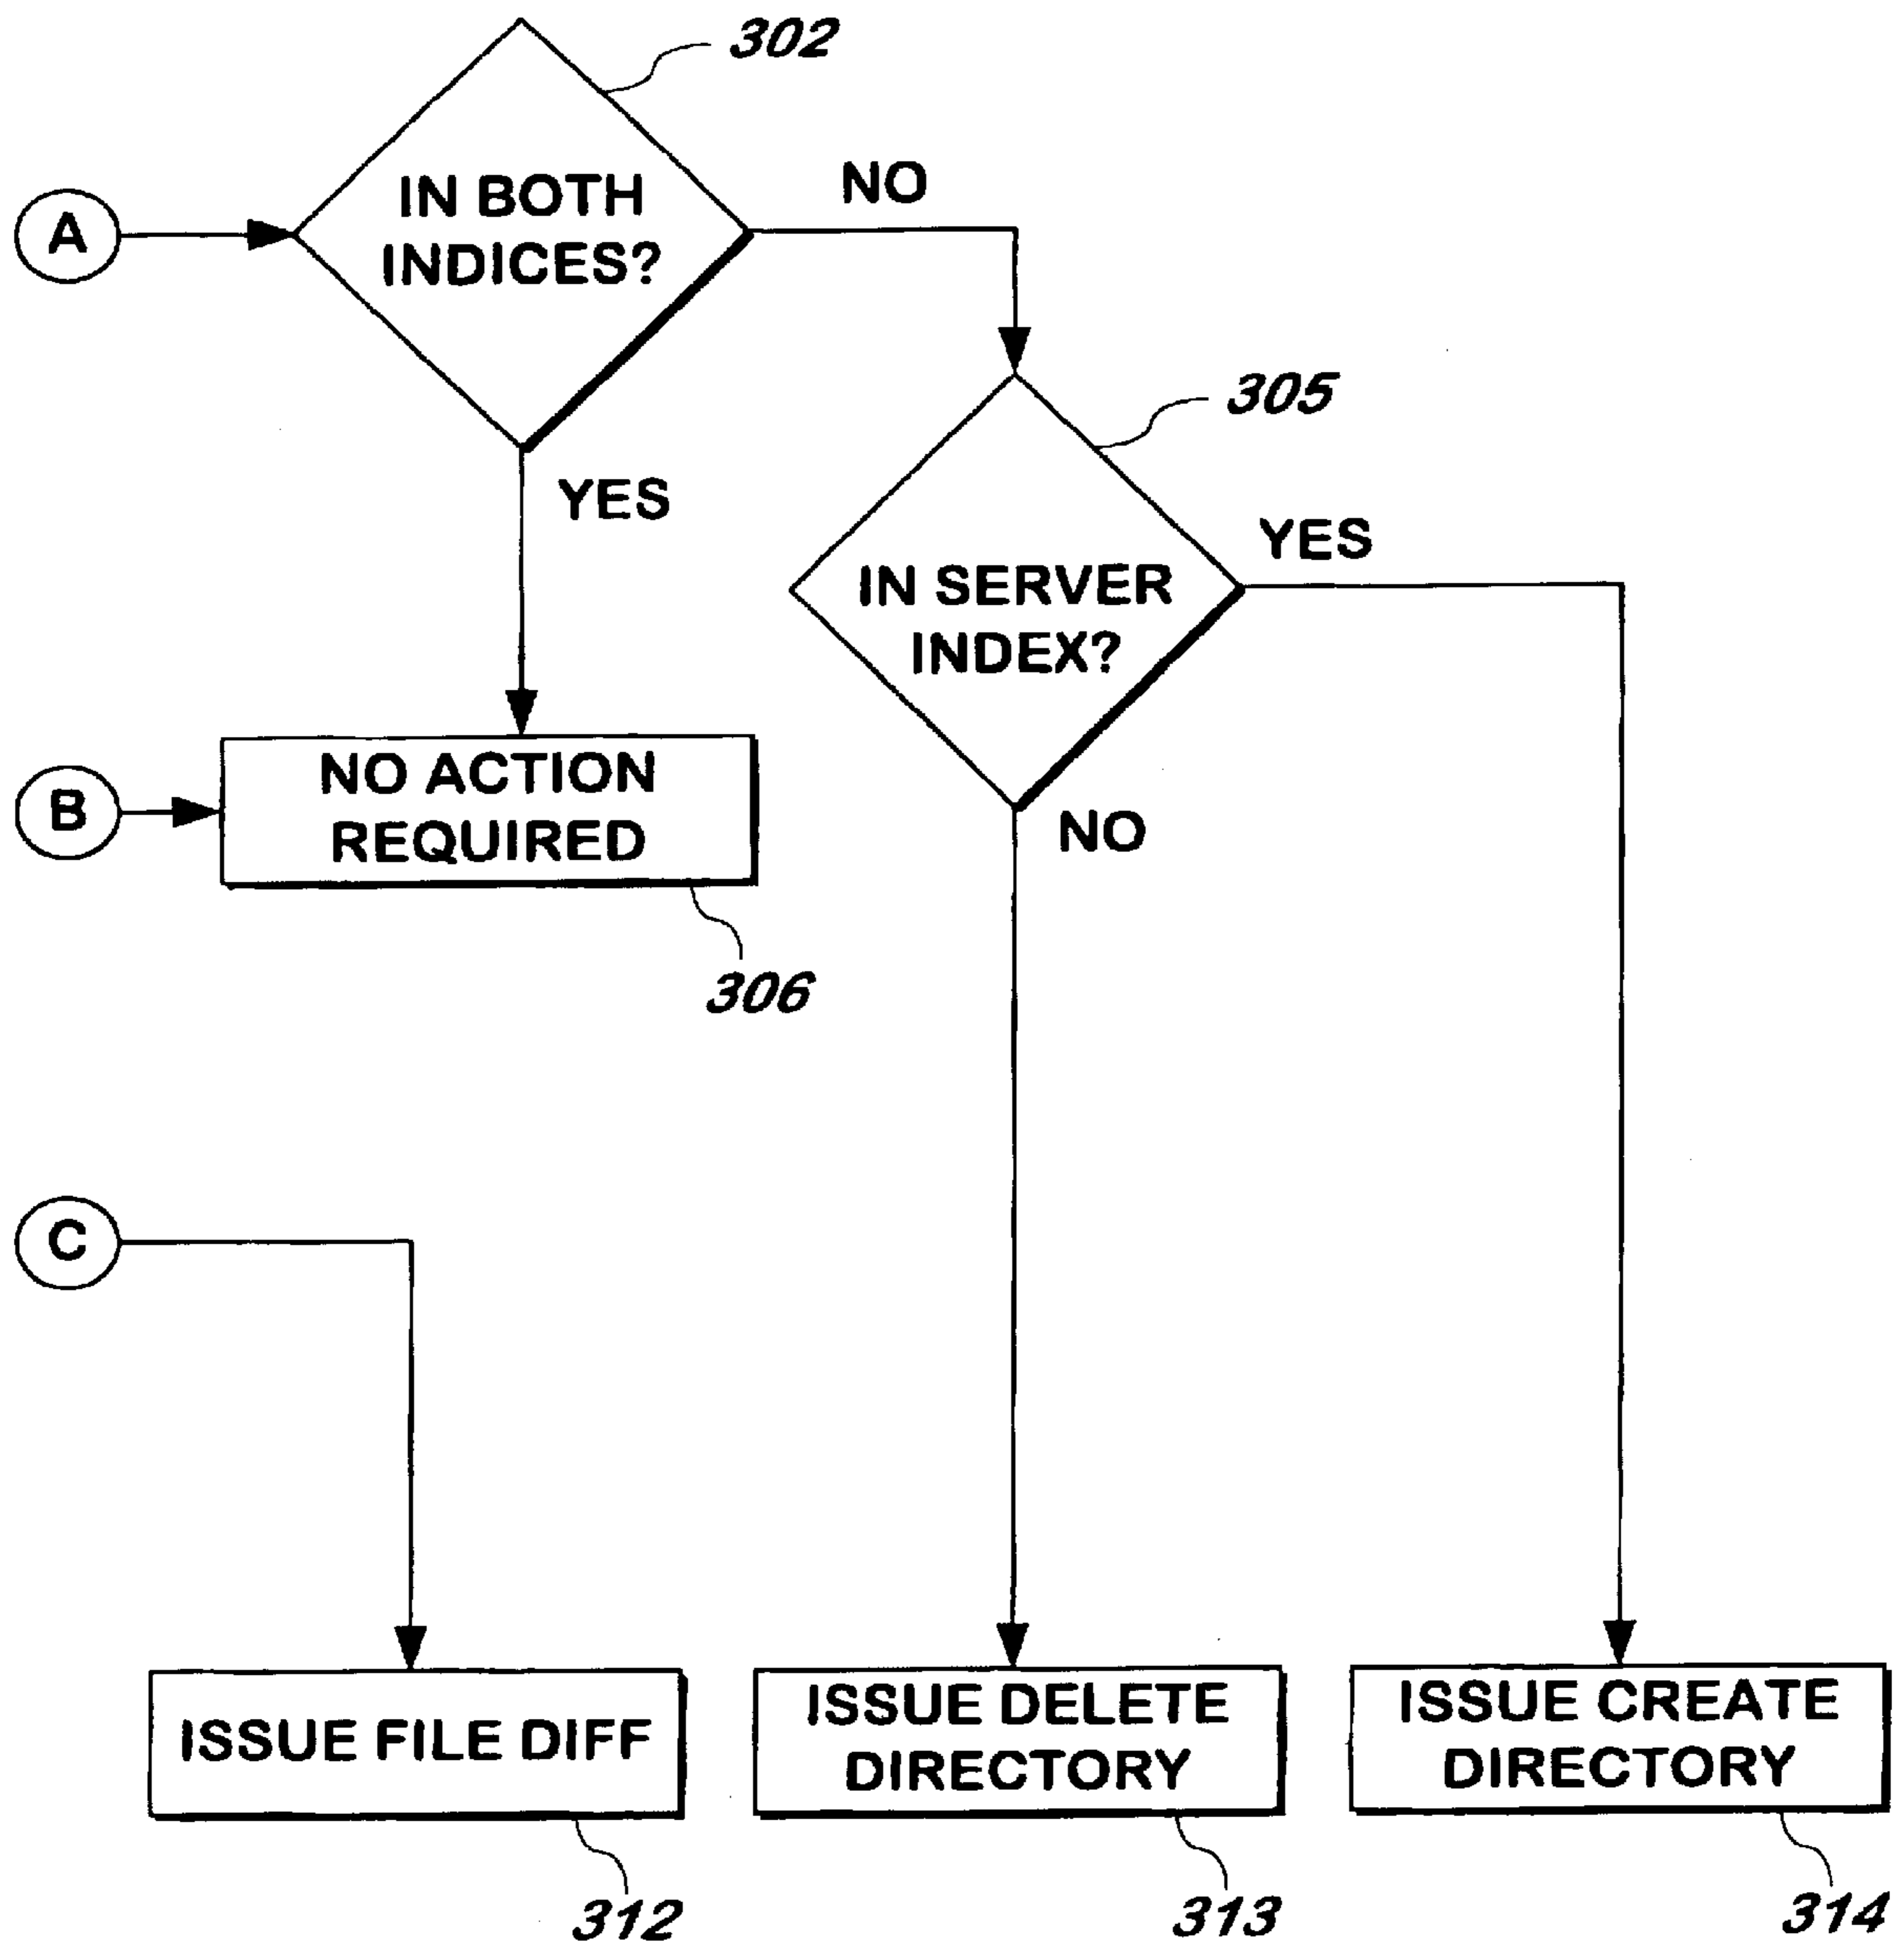 302
A
IN BOTH
INDICES?
NO
305
YES
YES
IN SERVER
INDEX?
B
NO ACTION
REQUIRED
NO
306
C
ISSUE FILE DIFF
ISSUE DELETE
DIRECTORY
ISSUE CREATE
DIRECTORY
312
313
314